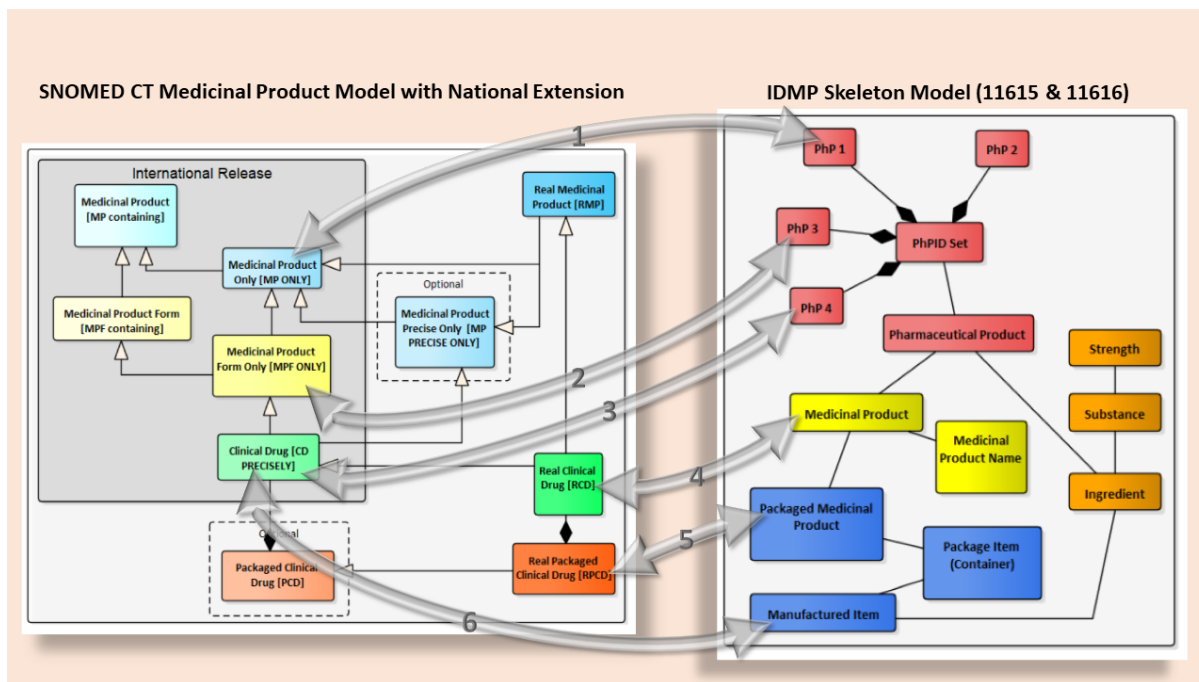 SNOMED CT Medicinal Product Model with National Extension
IDMP Skeleton Model (11615 & 11616)
International Release
Medicinal Product
[MP containing]
Medicinal Product
Only [MP ONLY]
Real Medicinal
Product [RMP]
Optional
Medicinal Product
Precise Only [MP
PRECISE ONLY]
Medicinal Product Form
[MPF containing]
Medicinal Product
Form Only [MPF ONLY]
Clinical Drug [CD
PRECISELY]
Real Clinical
Drug [RCD]
Optional
Packaged Clinical
Drug [PCD]
Real Packaged
Clinical Drug [RPCD]
1
2
3
4
5
6
PhP 1
PhP 2
PhP 3
PhPID Set
PhP 4
Pharmaceutical Product
Strength
Medicinal Product
Substance
Medicinal
Product Name
Ingredient
Packaged Medicinal
Product
Package Item
(Container)
Manufactured Item